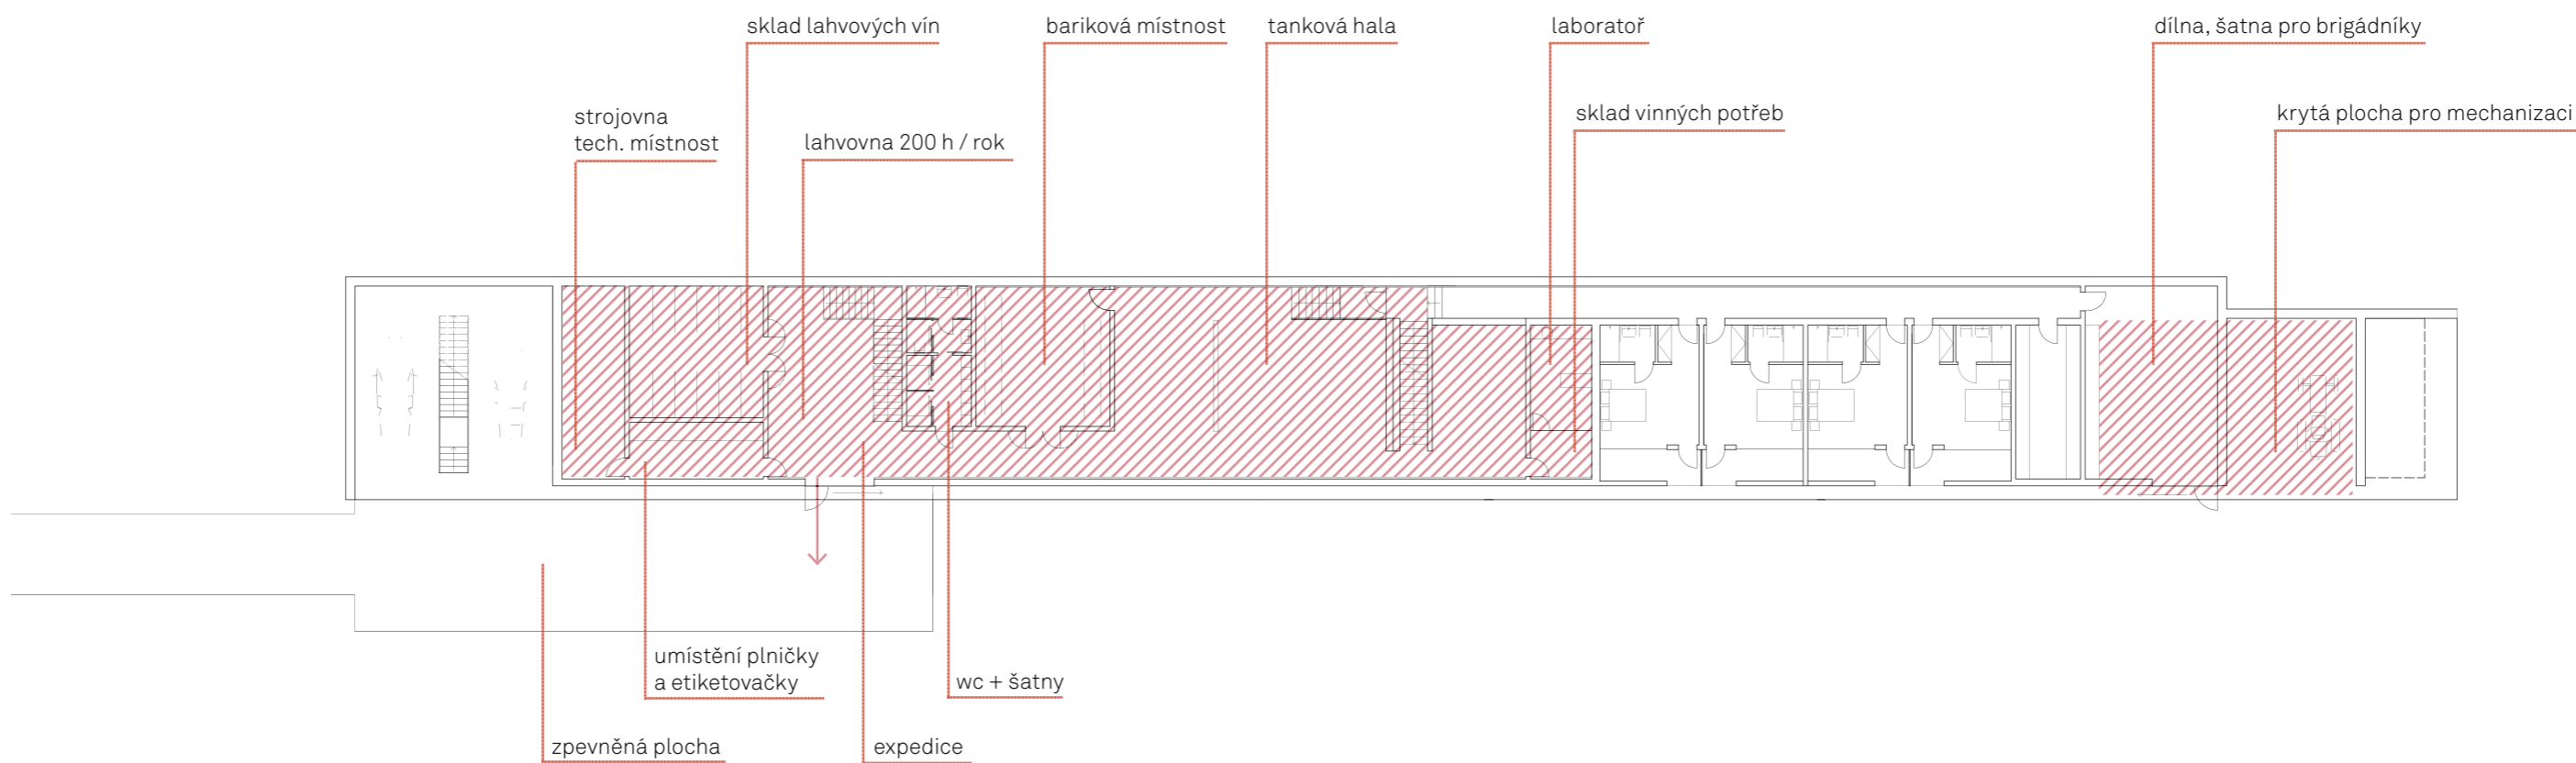 sklad lahvových vín
bariková místnost
tanková hala
laboratoř
dílna, šatna pro brigádníky
strojovna
tech. místnost
lahvovna 200 h / rok
sklad vinných potřeb
krytá plocha pro mechanizaci
umístění plničky
a etiketovačky
wc + šatny
zpevněná plocha
expedice